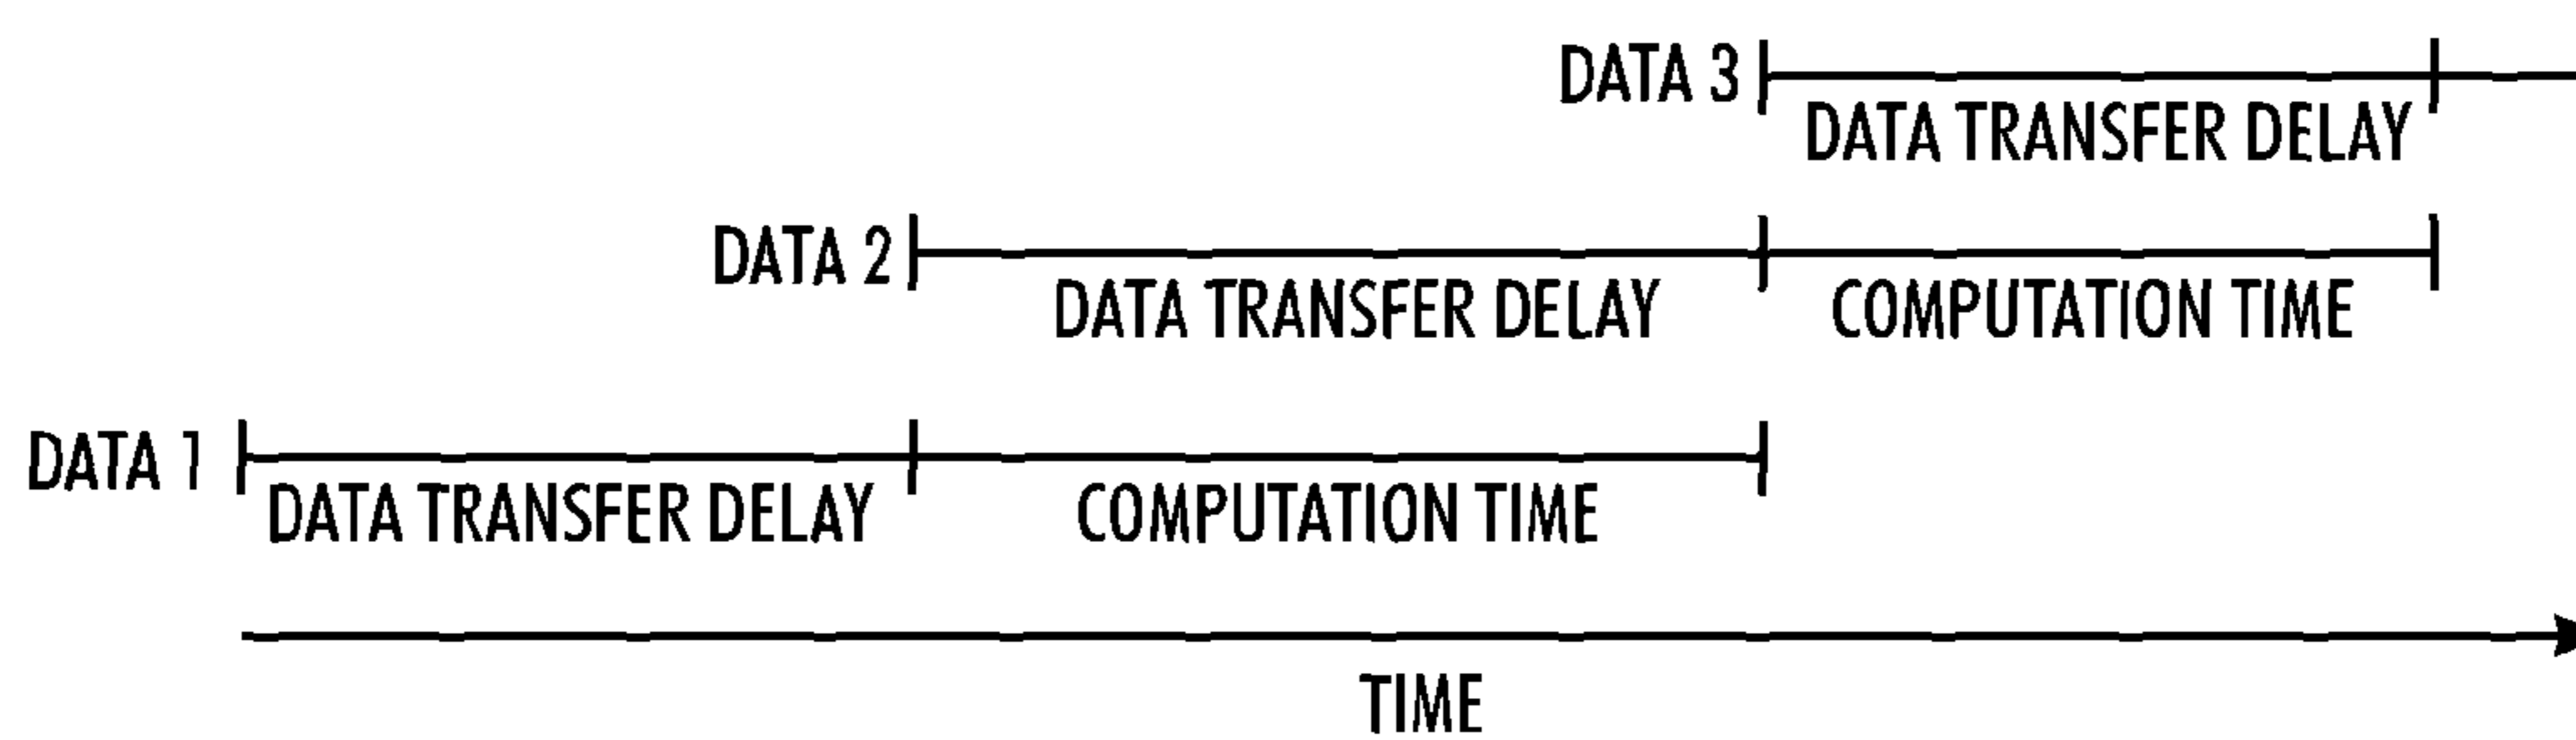 DATA 3
DATA TRANSFER DELAY
DATA 2
DATA TRANSFER DELAY COMPUTATION TIME
DATA 1
DATA TRANSFER DELAY COMPUTATION TIME
TIME